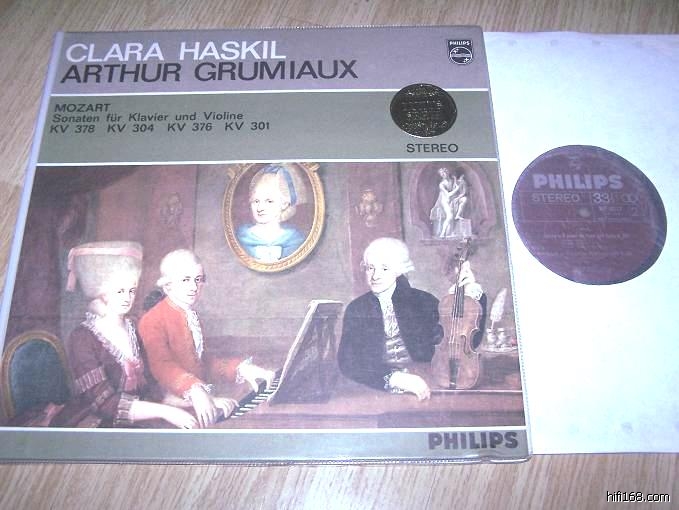 CLARA HASKIL
ARTHUR GRUMIAUX
PHILIPS
MOZART
Sonaten für Klavier und Violine
KV 378 KV 304 KV 376 KV 301
STEREO
PHILIPS
PHILIPS
STEREO 33
2
hifi168.com